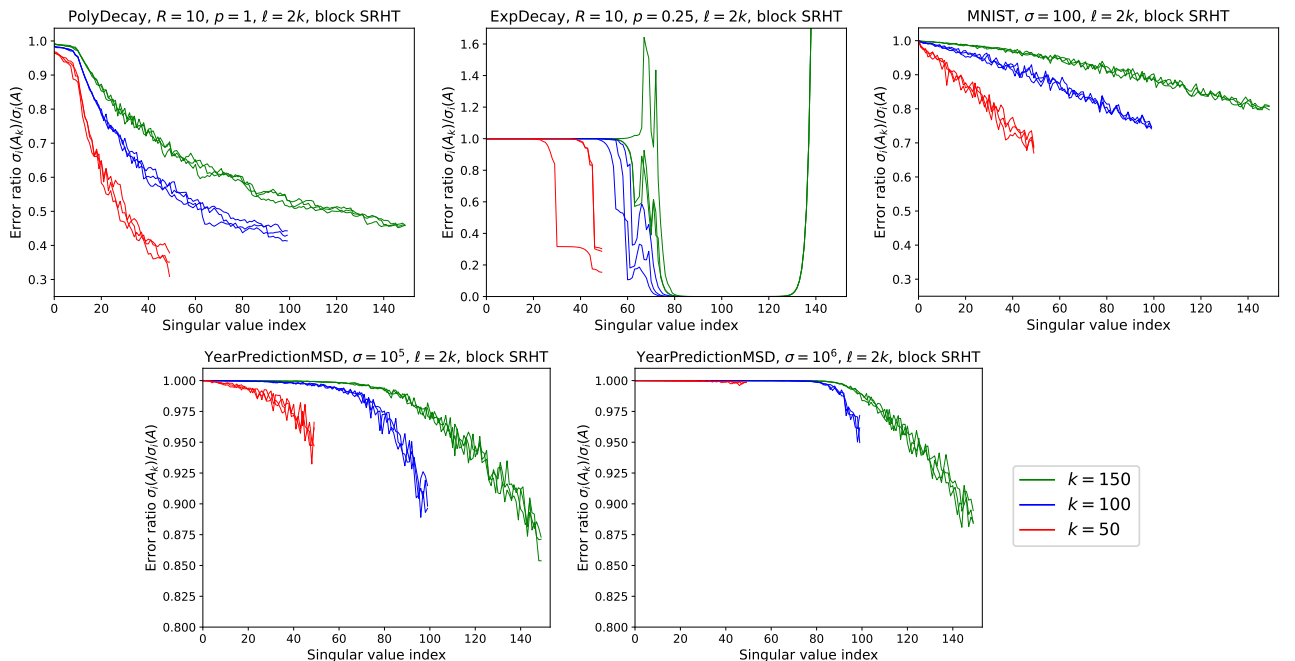 PolyDecay, R = 10, p = 1, ℓ = 2k, block SRHT
Error ratio σᵢ(Aₖ)/σᵢ(A)
1.0
0.9
0.8
0.7
0.6
0.5
0.4
0.3
0 20 40 60 80 100 120 140
Singular value index
ExpDecay, R = 10, p = 0.25, ℓ = 2k, block SRHT
Error ratio σᵢ(Aₖ)/σᵢ(A)
1.6
1.4
1.2
1.0
0.8
0.6
0.4
0.2
0.0
0 20 40 60 80 100 120 140
Singular value index
MNIST, σ = 100, ℓ = 2k, block SRHT
Error ratio σᵢ(Aₖ)/σᵢ(A)
1.0
0.9
0.8
0.7
0.6
0.5
0.4
0.3
0 20 40 60 80 100 120 140
Singular value index
YearPredictionMSD, σ = 10⁵, ℓ = 2k, block SRHT
Error ratio σᵢ(Aₖ)/σᵢ(A)
1.000
0.975
0.950
0.925
0.900
0.875
0.850
0.825
0.800
0 20 40 60 80 100 120 140
Singular value index
YearPredictionMSD, σ = 10⁶, ℓ = 2k, block SRHT
Error ratio σᵢ(Aₖ)/σᵢ(A)
1.000
0.975
0.950
0.925
0.900
0.875
0.850
0.825
0.800
0 20 40 60 80 100 120 140
Singular value index
k = 150
k = 100
k = 50